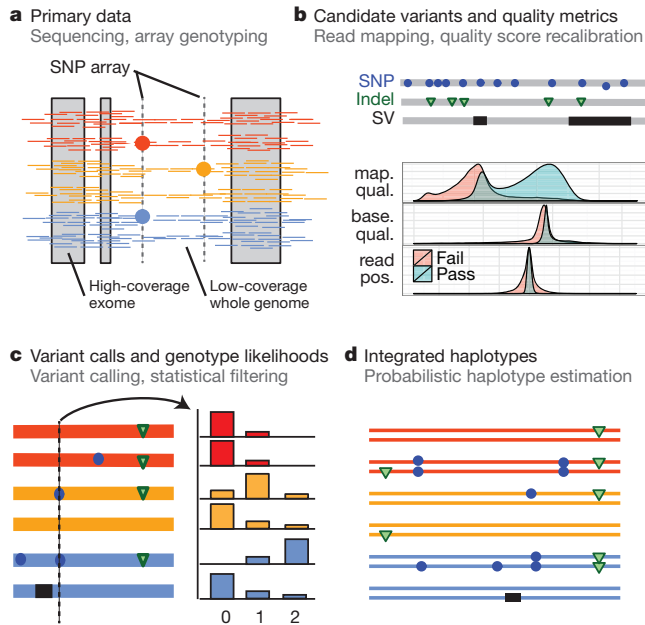 a Primary data
Sequencing, array genotyping
SNP array
High-coverage
exome
Low-coverage
whole genome
b Candidate variants and quality metrics
Read mapping, quality score recalibration
SNP
Indel
SV
map.
qual.
base.
qual.
read
pos.
Fail
Pass
c Variant calls and genotype likelihoods
Variant calling, statistical filtering
0 1 2
d Integrated haplotypes
Probabilistic haplotype estimation